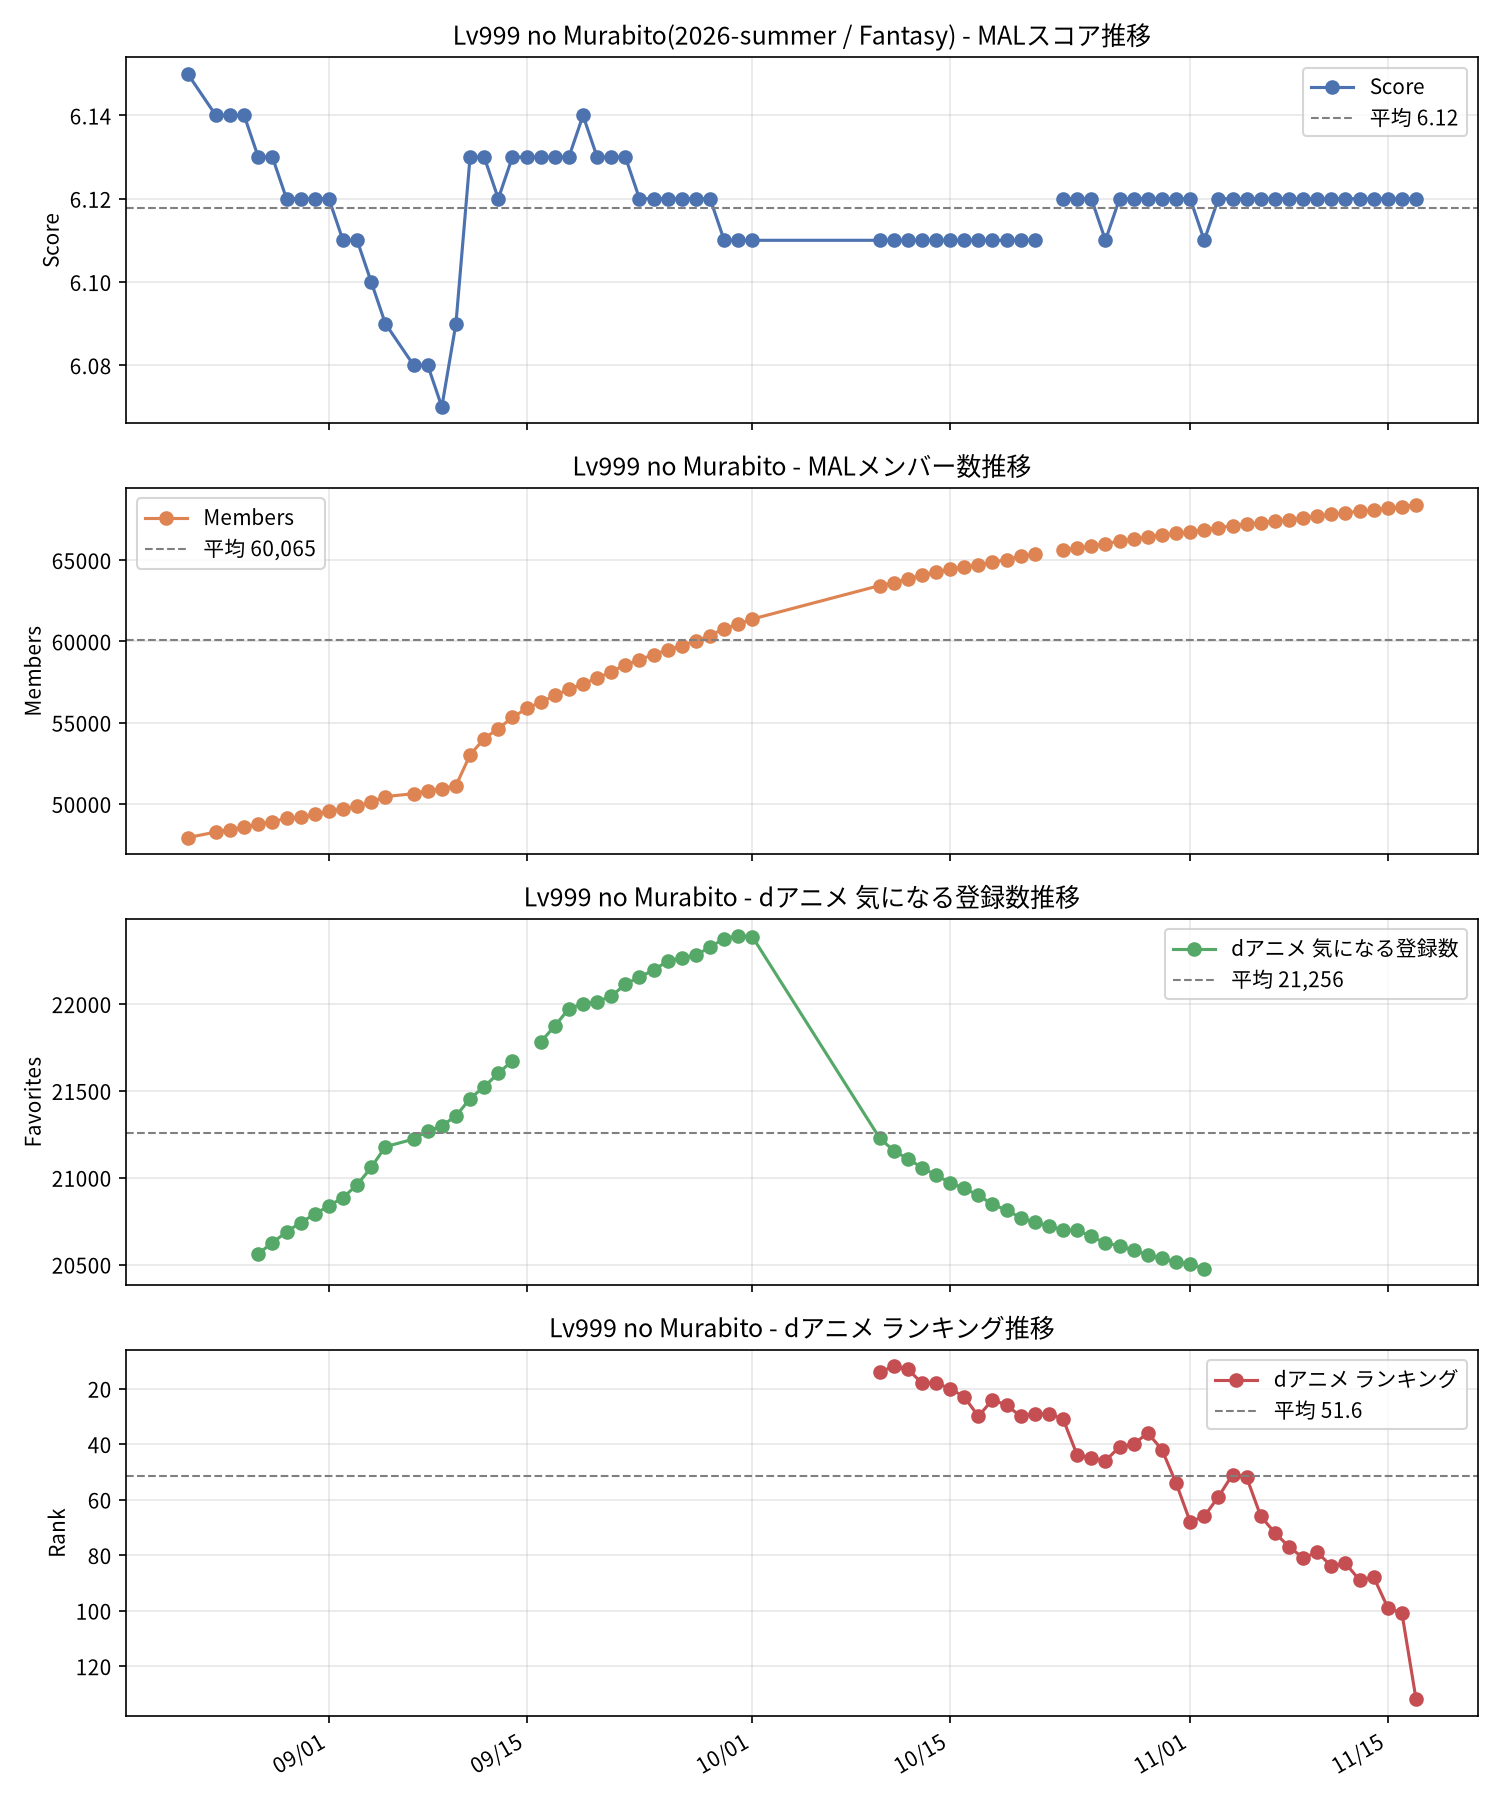 Lv999 no Murabito(2026-summer / Fantasy) - MALスコア推移
Score
平均 6.12
6.14
6.12
6.10
6.08
Score
Lv999 no Murabito - MALメンバー数推移
Members
平均 60,065
65000
60000
55000
50000
Members
Lv999 no Murabito - dアニメ 気になる登録数推移
dアニメ 気になる登録数
平均 21,256
22000
21500
21000
20500
Favorites
Lv999 no Murabito - dアニメ ランキング推移
dアニメ ランキング
平均 51.6
20
40
60
80
100
120
Rank
09/01
09/15
10/01
10/15
11/01
11/15